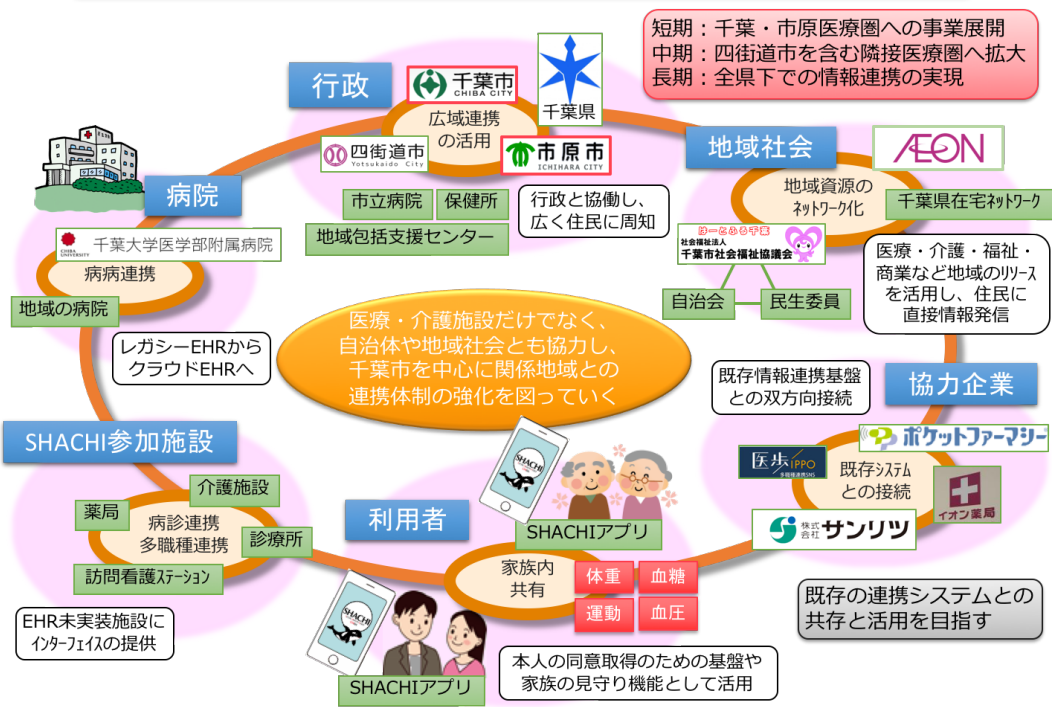 短期：千葉・市原医療圏への事業展開
中期：四街道市を含む隣接医療圏へ拡大
長期：全県下での情報連携の実現
行政
千葉市
CHIBA CITY
千葉県
広域連携
の活用
四街道市
Yotsukaido City
市原市
ICHIHARA CITY
市立病院
保健所
地域包括支援センター
行政と協働し、
広く住民に周知
地域社会
ÆON
地域資源の
ﾈｯﾄﾜｰｸ化
千葉県在宅ﾈｯﾄﾜｰｸ
はーとふる千葉
社会福祉法人
千葉市社会福祉協議会
自治会
民生委員
医療・介護・福祉・
商業など地域のﾘｿｰｽ
を活用し、住民に
直接情報発信
病院
CHIBA
UNIVERSITY
千葉大学医学部附属病院
病病連携
地域の病院
レガシーEHRから
クラウドEHRへ
医療・介護施設だけでなく、
自治体や地域社会とも協力し、
千葉市を中心に関係地域との
連携体制の強化を図っていく
協力企業
既存情報連携基盤
との双方向接続
ポケットファーマシー
医歩IPPO
多職種連携SNS
既存ｼｽﾃﾑ
との接続
イオン薬局
株式
会社
サンリツ
既存の連携システムとの
共存と活用を目指す
SHACHI参加施設
介護施設
薬局
病診連携
多職種連携
診療所
訪問看護ｽﾃｰｼｮﾝ
EHR未実装施設に
ｲﾝﾀｰﾌｪｲｽの提供
利用者
SHACHI
SHACHIアプリ
家族内
共有
体重
血糖
運動
血圧
SHACHI
SHACHIアプリ
本人の同意取得のための基盤や
家族の見守り機能として活用